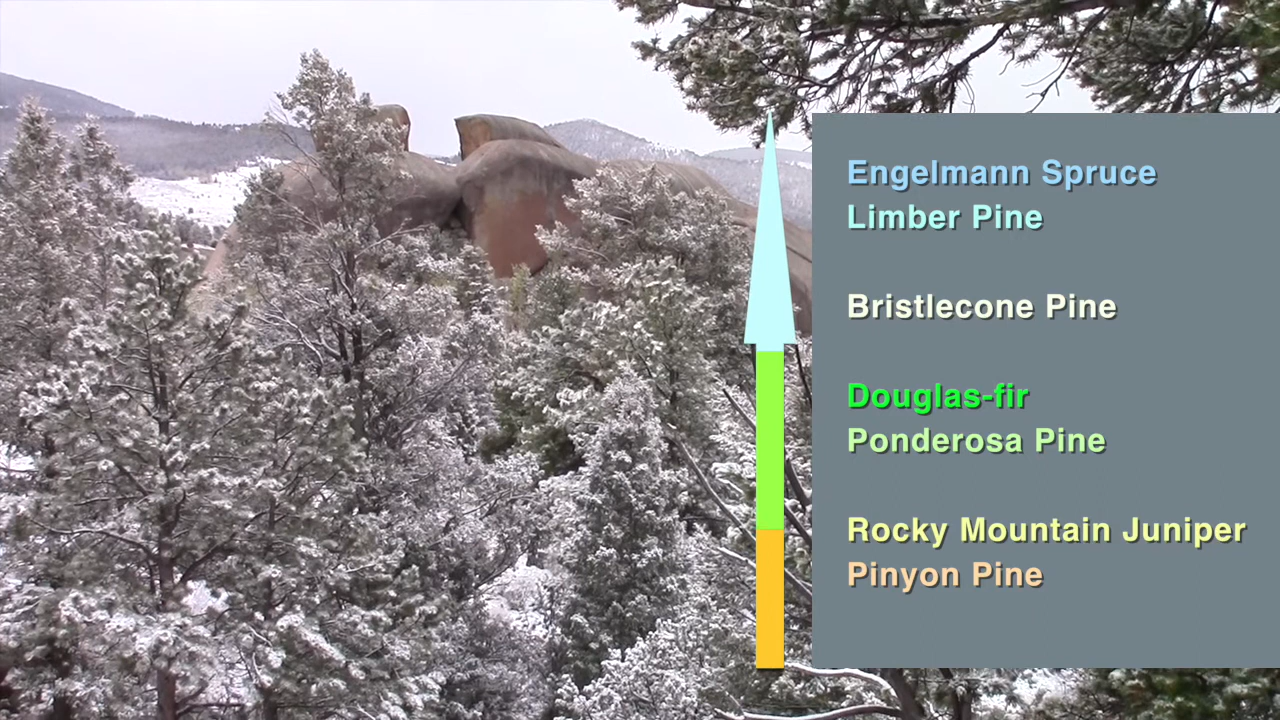 Engelmann Spruce
Limber Pine
Bristlecone Pine
Douglas-fir
Ponderosa Pine
Rocky Mountain Juniper
Pinyon Pine